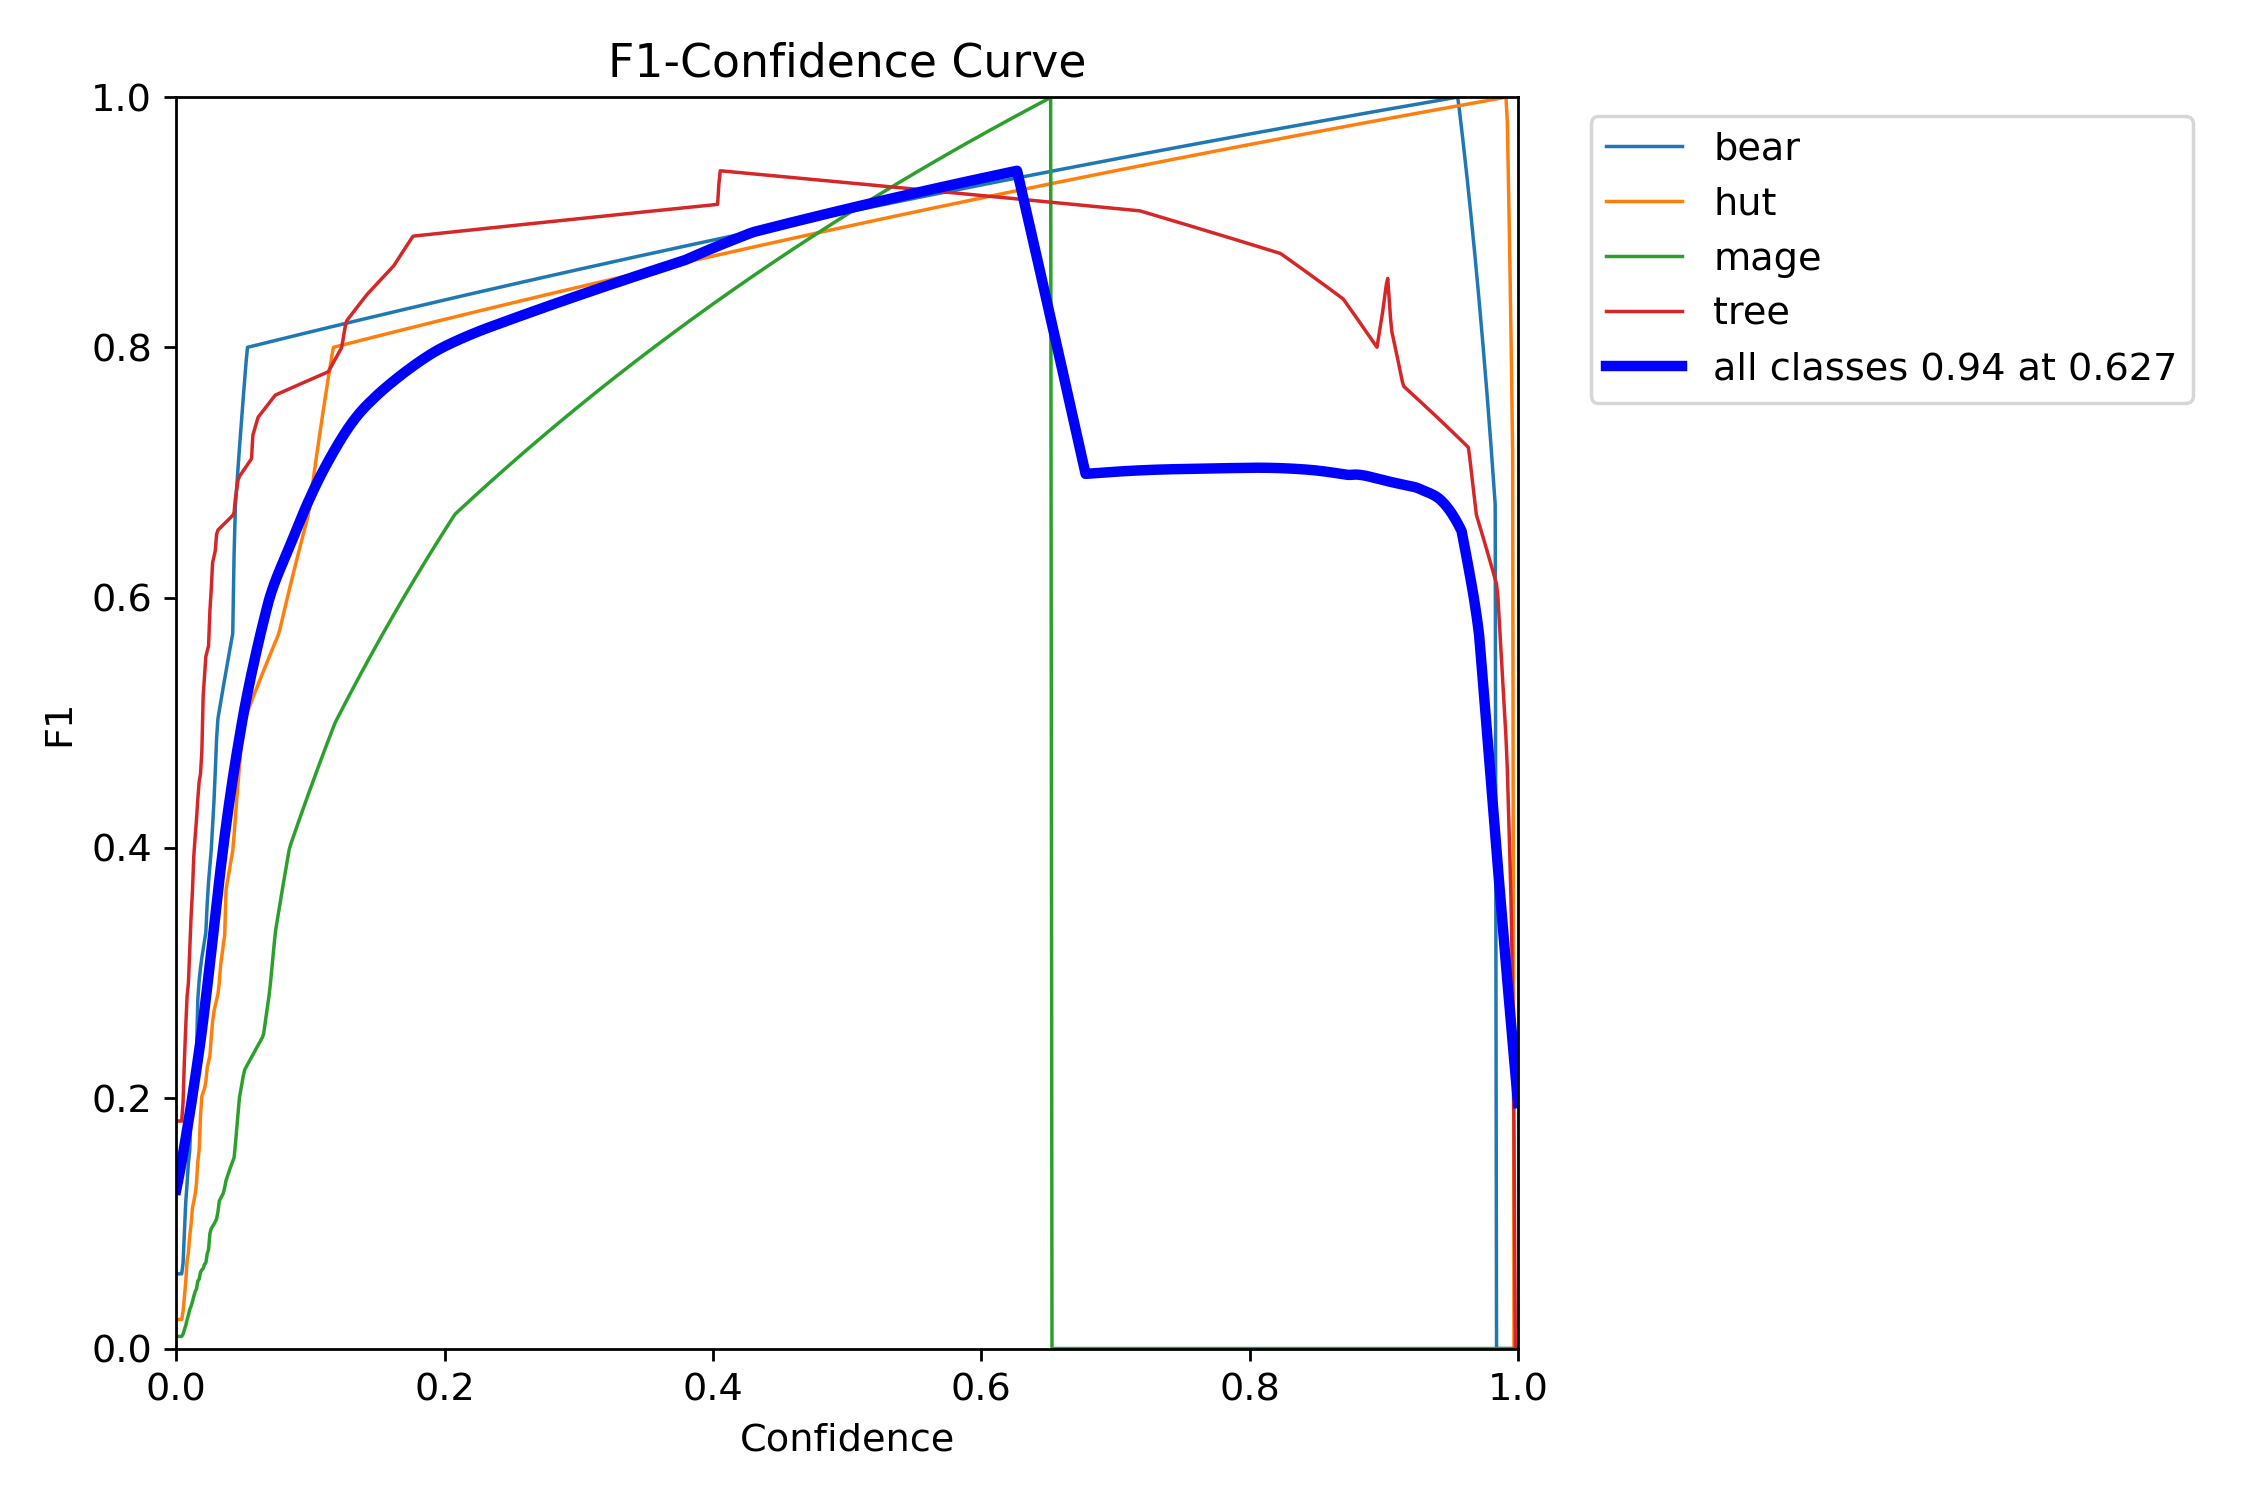 F1-Confidence Curve
1.0
0.8
0.6
0.4
0.2
0.0
F1
0.0 0.2 0.4 0.6 0.8 1.0
Confidence
bear
hut
mage
tree
all classes 0.94 at 0.627